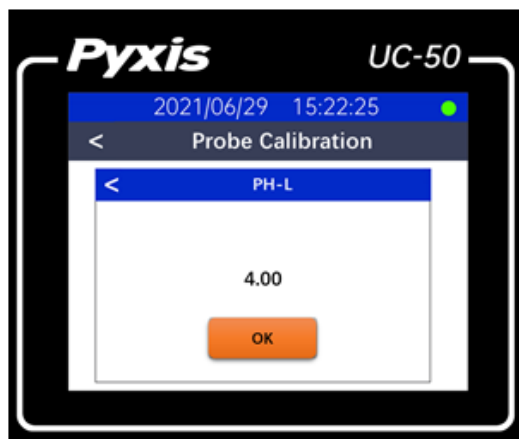 Pyxis UC-50
2021/06/29 15:22:25
< Probe Calibration
< PH-L
4.00
OK